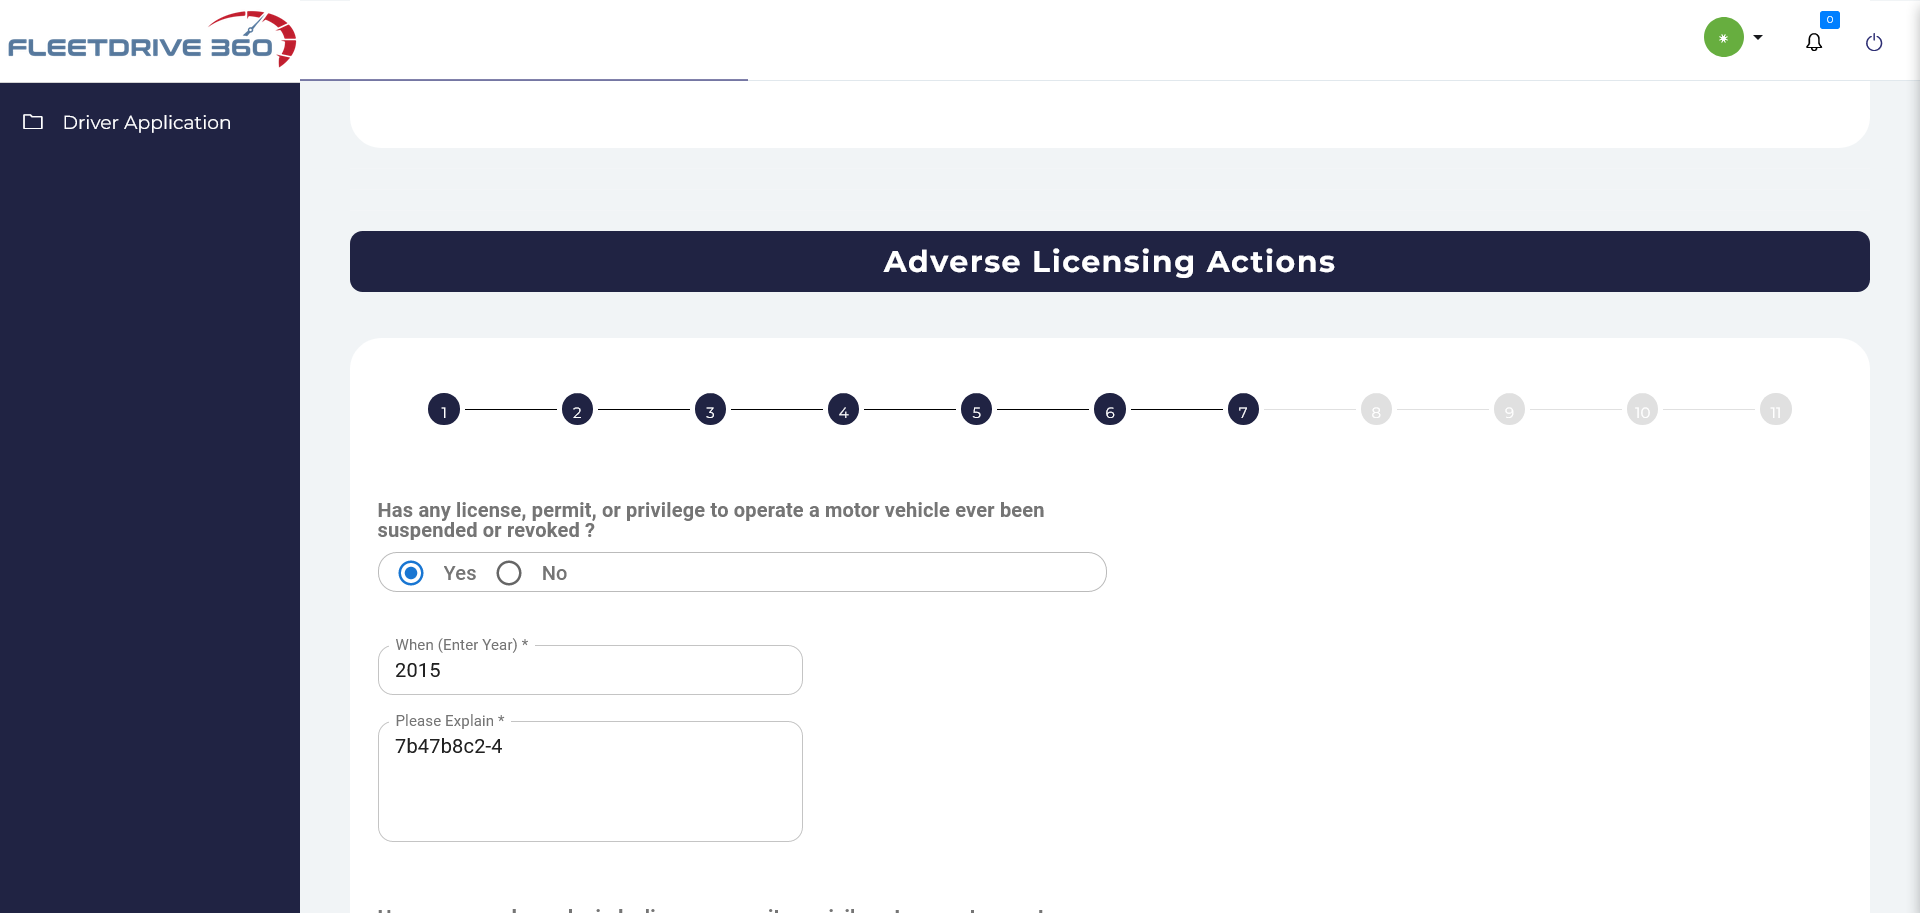 FLEETDRIVE 360
0
Driver Application
Adverse Licensing Actions
1 2 3 4 5 6 7 8 9 10 11
Has any license, permit, or privilege to operate a motor vehicle ever been
suspended or revoked ?
Yes No
When (Enter Year) *
2015
Please Explain *
7b47b8c2-4